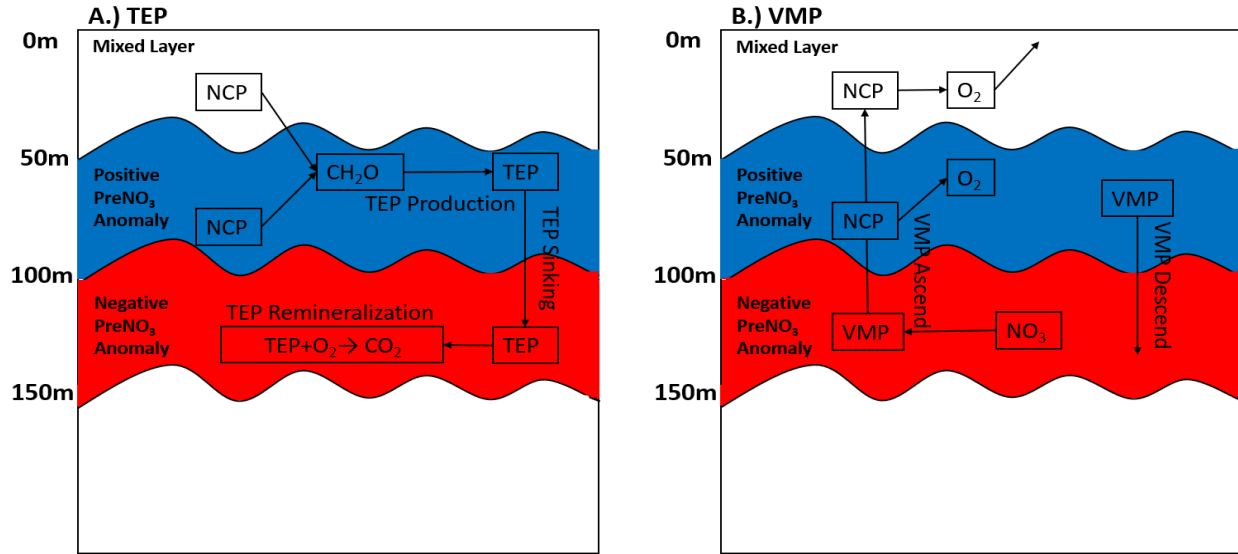 A.) TEP
0m
Mixed Layer
NCP
50m
Positive
PreNO₃
Anomaly
CH₂O
TEP
TEP Production
NCP
TEP Sinking
100m
Negative
PreNO₃
Anomaly
TEP Remineralization
TEP+O₂→ CO₂
TEP
150m
B.) VMP
0m
Mixed Layer
NCP
O₂
50m
Positive
PreNO₃
Anomaly
O₂
NCP
VMP
VMP Ascend
VMP Descend
100m
Negative
PreNO₃
Anomaly
VMP
NO₃
150m